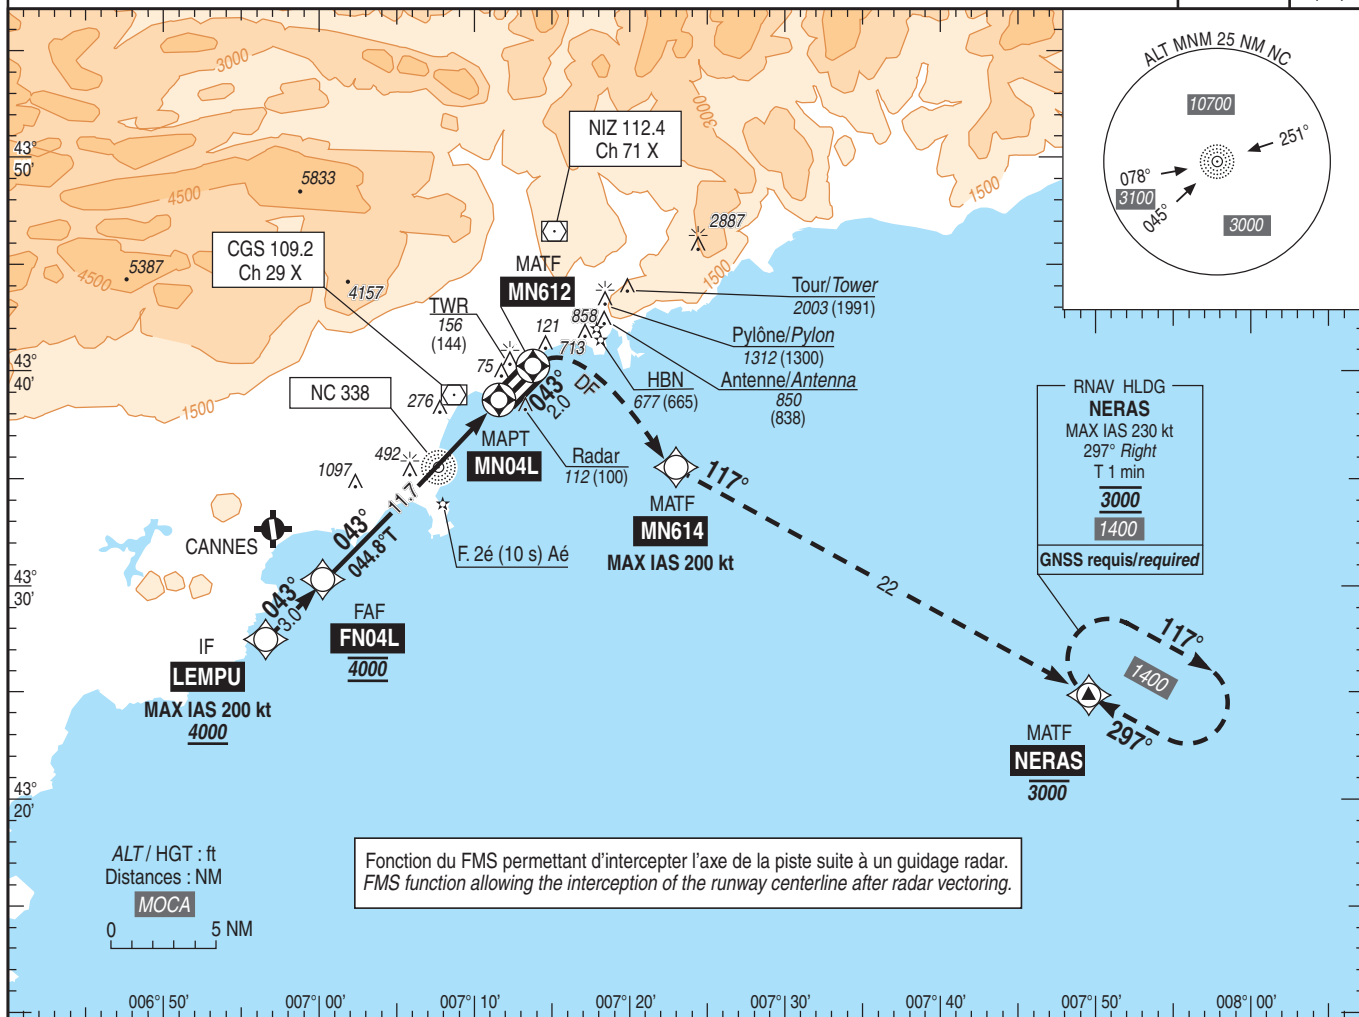 ALT MNM 25 NM NC
10700
251°
078°
3100
045°
3000
3000
3000
1500
4500
5833
NIZ 112.4
Ch 71 X
2887
1500
5387
4500
4157
CGS 109.2
Ch 29 X
MATF
MN612
TWR
156
(144)
121
858
713
75
Tour/Tower
2003 (1991)
Pylône/Pylon
1312 (1300)
Antenne/Antenna
850
(838)
HBN
677 (665)
NC 338
276
1500
043°
2.0
DF
MAPT
MN04L
Radar
112 (100)
492
1097
11.7
CANNES
043°
044.8°T
F. 2é (10 s) Aé
MATF
MN614
MAX IAS 200 kt
117°
22
RNAV HLDG
NERAS
MAX IAS 230 kt
297° Right
T 1 min
3000
1400
GNSS requis/required
043°
3.0
FAF
FN04L
4000
IF
LEMPU
MAX IAS 200 kt
4000
117°
1400
297°
MATF
NERAS
3000
Fonction du FMS permettant d'intercepter l'axe de la piste suite à un guidage radar.
FMS function allowing the interception of the runway centerline after radar vectoring.
ALT / HGT : ft
Distances : NM
MOCA
0 5 NM
43°
50'
43°
40'
43°
30'
43°
20'
006°50' 007°00' 007°10' 007°20' 007°30' 007°40' 007°50' 008°00'